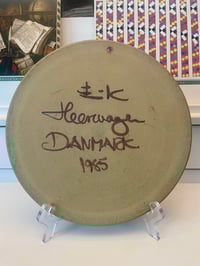 E-K
Heerwagen
DANMARK
1985